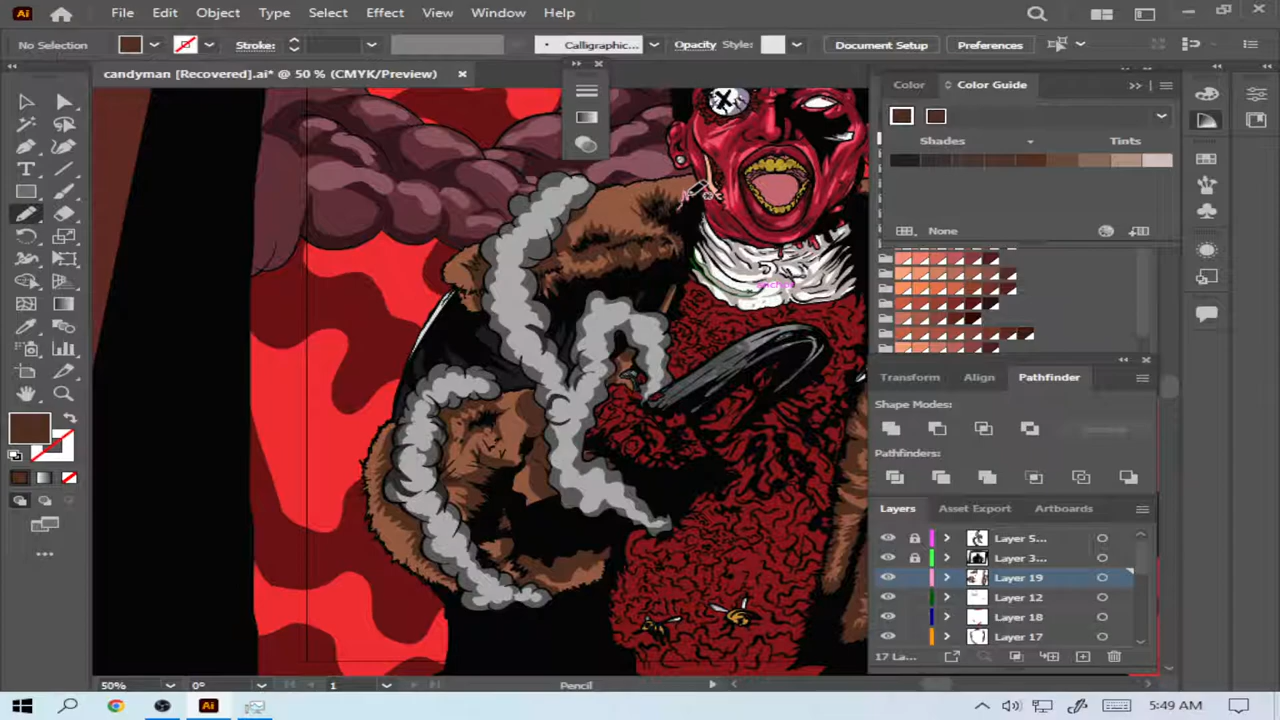 Ai File Edit Object Type Select Effect View Window Help
No Selection Stroke: Calligraphic... Opacity Style: Document Setup Preferences
candyman [Recovered].ai* @ 50 % (CMYK/Preview)
Color Color Guide
Shades Tints
None
anchor
Transform Align Pathfinder
Shape Modes:
Pathfinders:
Layers Asset Export Artboards
Layer 5...
Layer 3...
Layer 19
Layer 12
Layer 18
Layer 17
17 La...
50% 0° 1 Pencil
Ai 5:49 AM